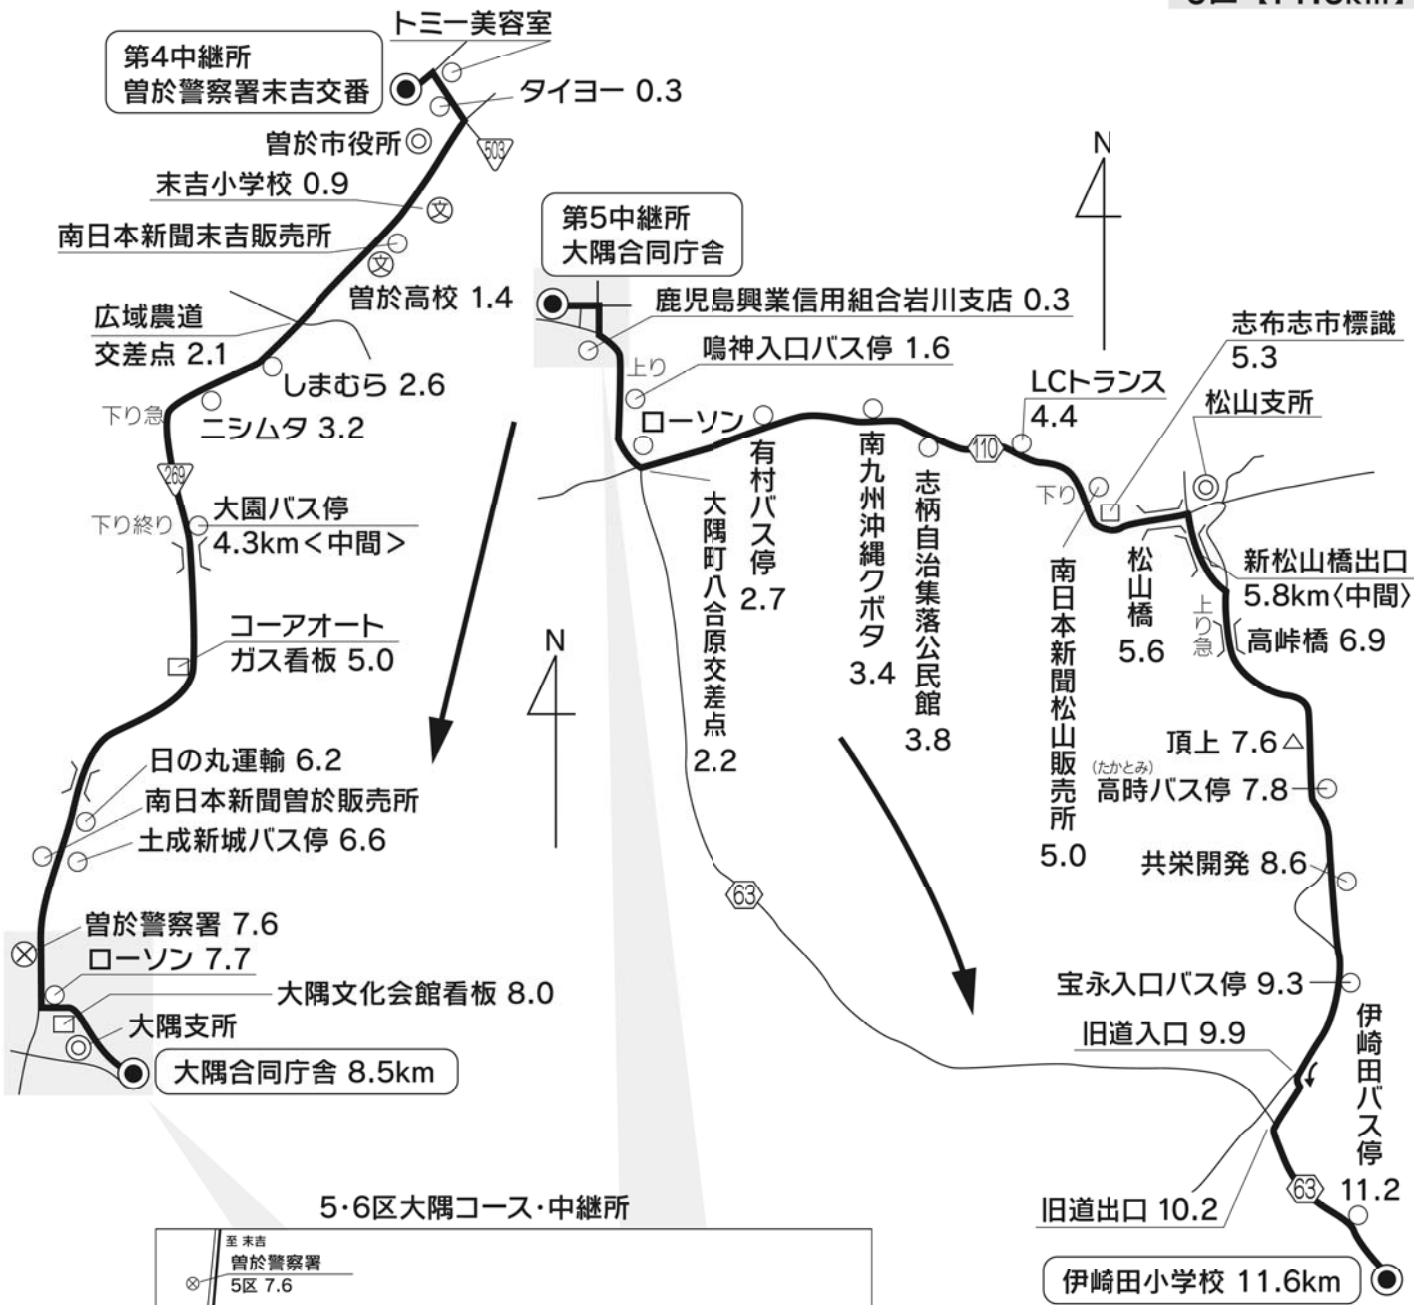 トミー美容室
第4中継所
曽於警察署末吉交番
タイヨー 0.3
曽於市役所
503
末吉小学校 0.9
文
南日本新聞末吉販売所
文
曽於高校 1.4
広域農道
交差点 2.1
しまむら 2.6
下り急
ニシムタ 3.2
269
下り終り
大園バス停
4.3km<中間>
コーアオート
ガス看板 5.0
N
日の丸運輸 6.2
南日本新聞曽於販売所
土成新城バス停 6.6
曽於警察署 7.6
ローソン 7.7
大隅文化会館看板 8.0
大隅支所
大隅合同庁舎 8.5km
第5中継所
大隅合同庁舎
鹿児島興業信用組合岩川支店 0.3
鳴神入口バス停 1.6
上り
ローソン
大隅町八合原交差点
2.2
有村バス停
2.7
南九州沖縄クボタ
3.4
志柄自治集落公民館
3.8
110
N
LCトランス
4.4
志布志市標識
5.3
松山支所
下り
南日本新聞松山販売所
5.0
松山橋
5.6
新松山橋出口
5.8km〈中間〉
上り急
高峠橋 6.9
頂上 7.6
(たかとみ)
高時バス停 7.8
共栄開発 8.6
63
宝永入口バス停 9.3
旧道入口 9.9
伊崎田バス停
11.2
63
旧道出口 10.2
伊崎田小学校 11.6km
5・6区大隅コース・中継所
至 末吉
曽於警察署
5区 7.6